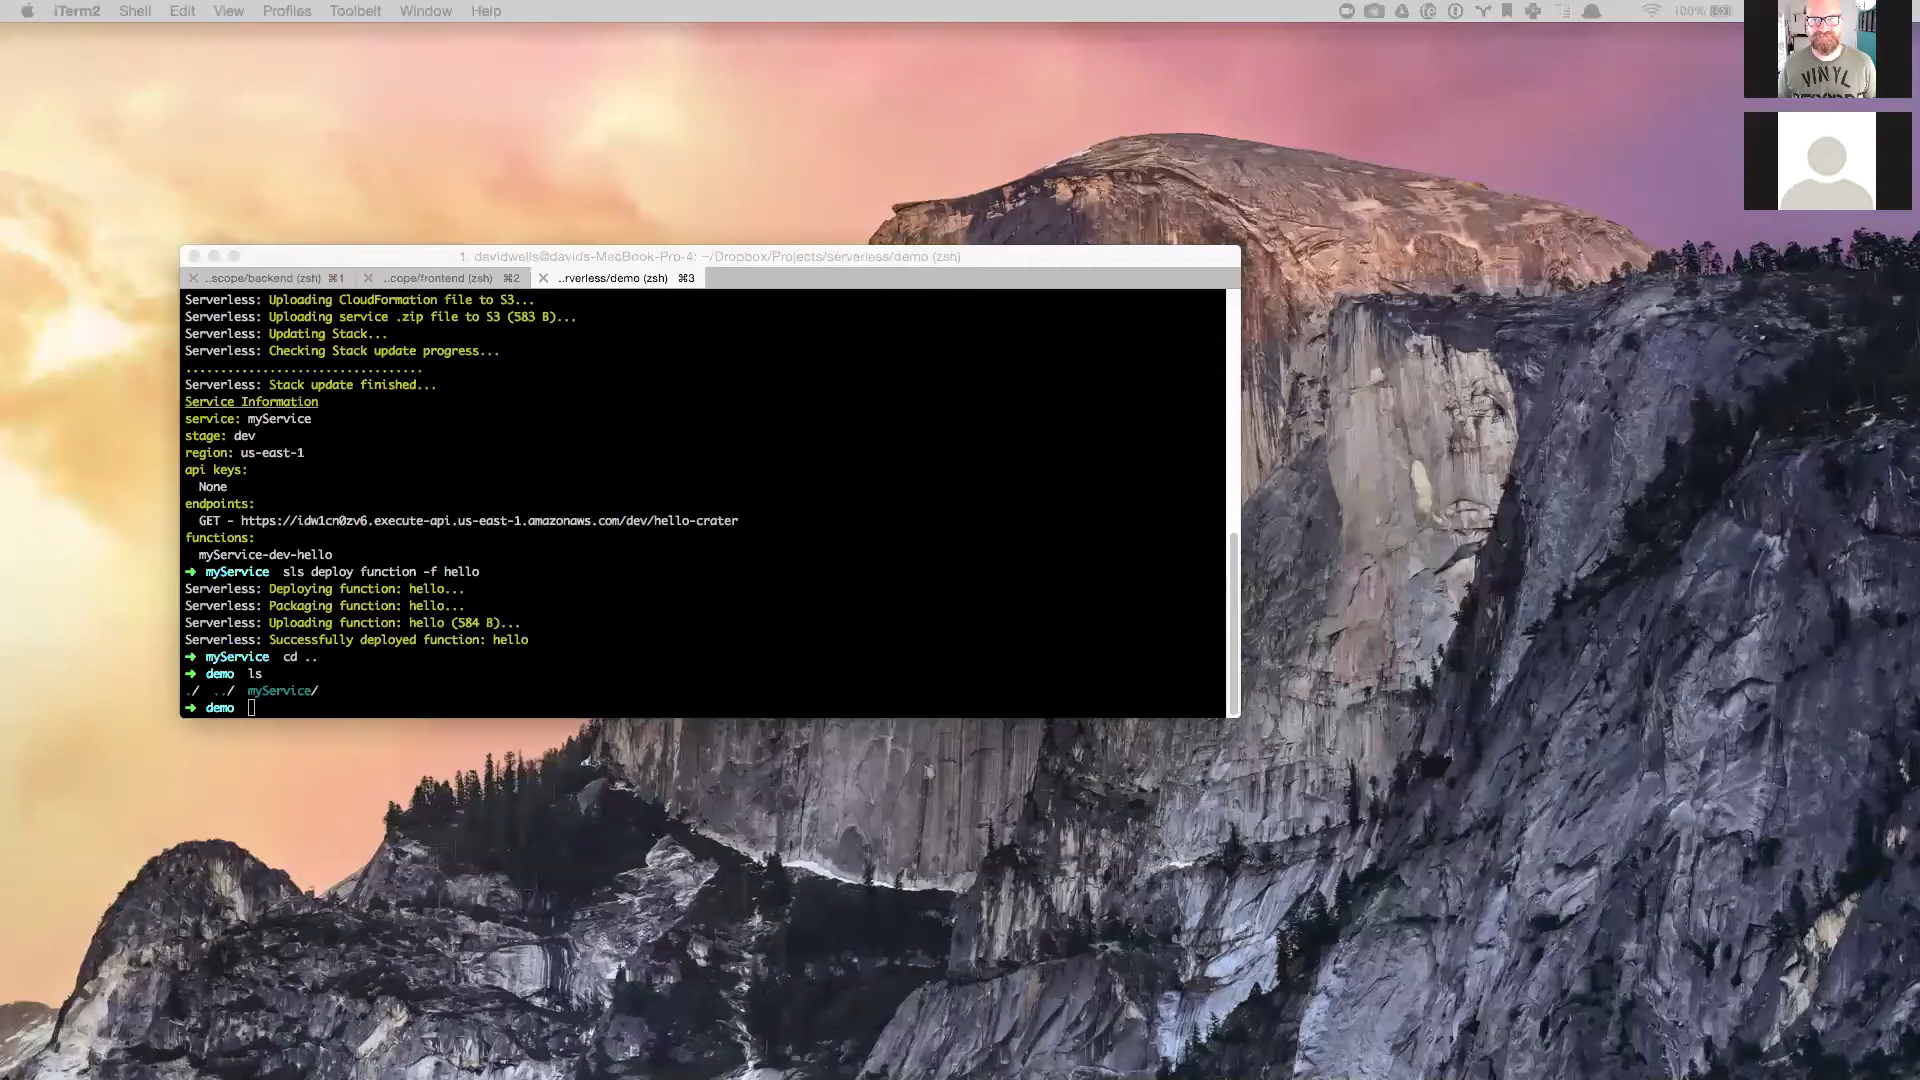 iTerm2 Shell Edit View Profiles Toolbelt Window Help 100%
VINYL
1. davidwells@davids-MacBook-Pro-4: ~/Dropbox/Projects/serverless/demo (zsh)
..scope/backend (zsh) ⌘1 ..cope/frontend (zsh) ⌘2 ..rverless/demo (zsh) ⌘3
Serverless: Uploading CloudFormation file to S3...
Serverless: Uploading service .zip file to S3 (583 B)...
Serverless: Updating Stack...
Serverless: Checking Stack update progress...
..................................
Serverless: Stack update finished...
Service Information
service: myService
stage: dev
region: us-east-1
api keys:
None
endpoints:
GET - https://idw1cn0zv6.execute-api.us-east-1.amazonaws.com/dev/hello-crater
functions:
myService-dev-hello
➜ myService sls deploy function -f hello
Serverless: Deploying function: hello...
Serverless: Packaging function: hello...
Serverless: Uploading function: hello (584 B)...
Serverless: Successfully deployed function: hello
➜ myService cd ..
➜ demo ls
./ ../ myService/
➜ demo